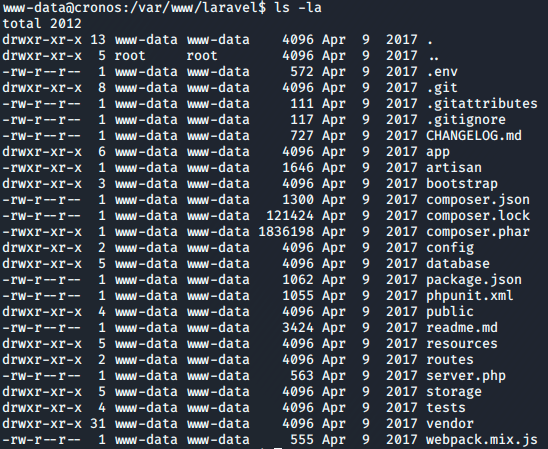 www-data@cronos:/var/www/laravel$ ls -la
total 2012
drwxr-xr-x 13 www-data www-data    4096 Apr  9  2017 .
drwxr-xr-x  5 root     root        4096 Apr  9  2017 ..
-rw-r--r--  1 www-data www-data     572 Apr  9  2017 .env
drwxr-xr-x  8 www-data www-data    4096 Apr  9  2017 .git
-rw-r--r--  1 www-data www-data     111 Apr  9  2017 .gitattributes
-rw-r--r--  1 www-data www-data     117 Apr  9  2017 .gitignore
-rw-r--r--  1 www-data www-data     727 Apr  9  2017 CHANGELOG.md
drwxr-xr-x  6 www-data www-data    4096 Apr  9  2017 app
-rwxr-xr-x  1 www-data www-data    1646 Apr  9  2017 artisan
drwxr-xr-x  3 www-data www-data    4096 Apr  9  2017 bootstrap
-rw-r--r--  1 www-data www-data    1300 Apr  9  2017 composer.json
-rw-r--r--  1 www-data www-data  121424 Apr  9  2017 composer.lock
-rwxr-xr-x  1 www-data www-data 1836198 Apr  9  2017 composer.phar
drwxr-xr-x  2 www-data www-data    4096 Apr  9  2017 config
drwxr-xr-x  5 www-data www-data    4096 Apr  9  2017 database
-rw-r--r--  1 www-data www-data    1062 Apr  9  2017 package.json
-rw-r--r--  1 www-data www-data    1055 Apr  9  2017 phpunit.xml
drwxr-xr-x  4 www-data www-data    4096 Apr  9  2017 public
-rw-r--r--  1 www-data www-data    3424 Apr  9  2017 readme.md
drwxr-xr-x  5 www-data www-data    4096 Apr  9  2017 resources
drwxr-xr-x  2 www-data www-data    4096 Apr  9  2017 routes
-rw-r--r--  1 www-data www-data     563 Apr  9  2017 server.php
drwxr-xr-x  5 www-data www-data    4096 Apr  9  2017 storage
drwxr-xr-x  4 www-data www-data    4096 Apr  9  2017 tests
drwxr-xr-x 31 www-data www-data    4096 Apr  9  2017 vendor
-rw-r--r--  1 www-data www-data     555 Apr  9  2017 webpack.mix.js